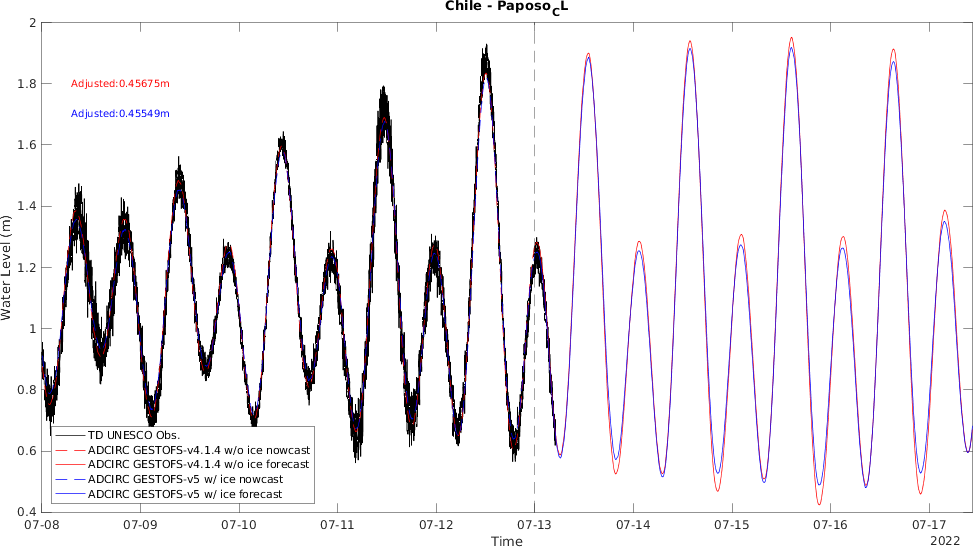 Chile - Paposo_CL
2
1.8
1.6
1.4
1.2
1
0.8
0.6
0.4
Water Level (m)
Adjusted:0.45675m
Adjusted:0.45549m
TD UNESCO Obs.
ADCIRC GESTOFS-v4.1.4 w/o ice nowcast
ADCIRC GESTOFS-v4.1.4 w/o ice forecast
ADCIRC GESTOFS-v5 w/ ice nowcast
ADCIRC GESTOFS-v5 w/ ice forecast
07-08 07-09 07-10 07-11 07-12 07-13 07-14 07-15 07-16 07-17
Time
2022